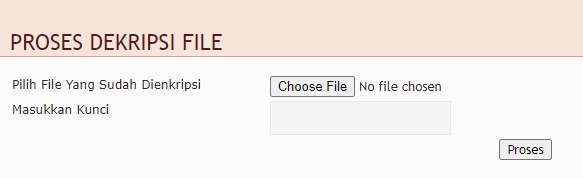 PROSES DEKRIPSI FILE
Pilih File Yang Sudah Dienkripsi Choose File No file chosen
Masukkan Kunci
Proses